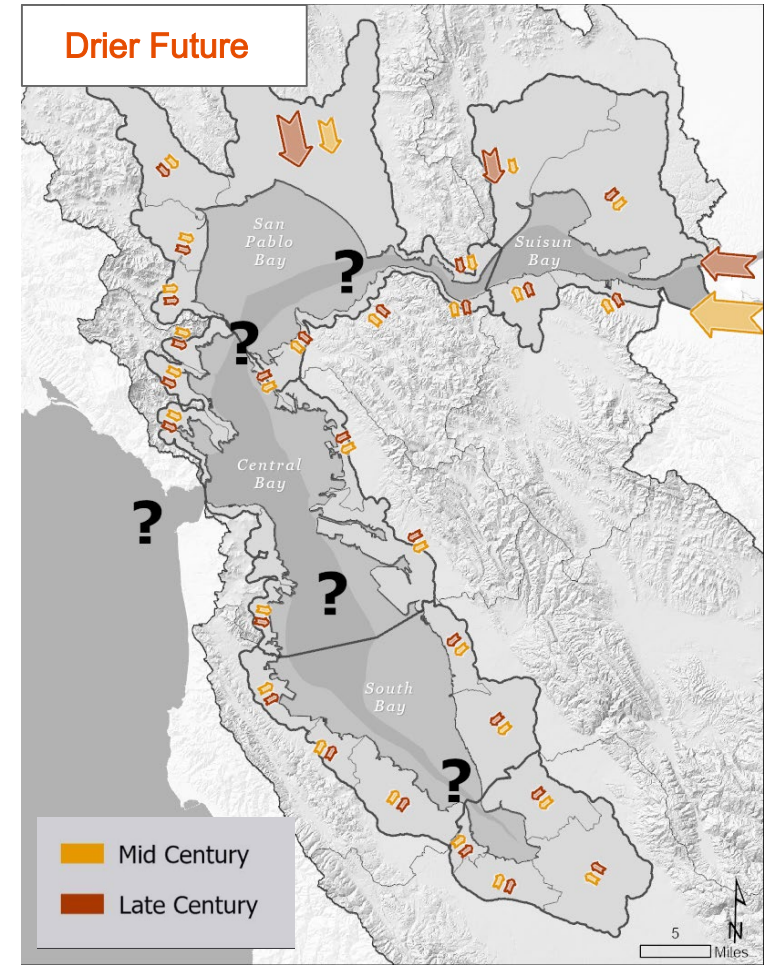 Drier Future
San
Pablo
Bay
Suisun
Bay
?
?
Central
Bay
?
?
South
Bay
?
Mid Century
Late Century
N
5
Miles